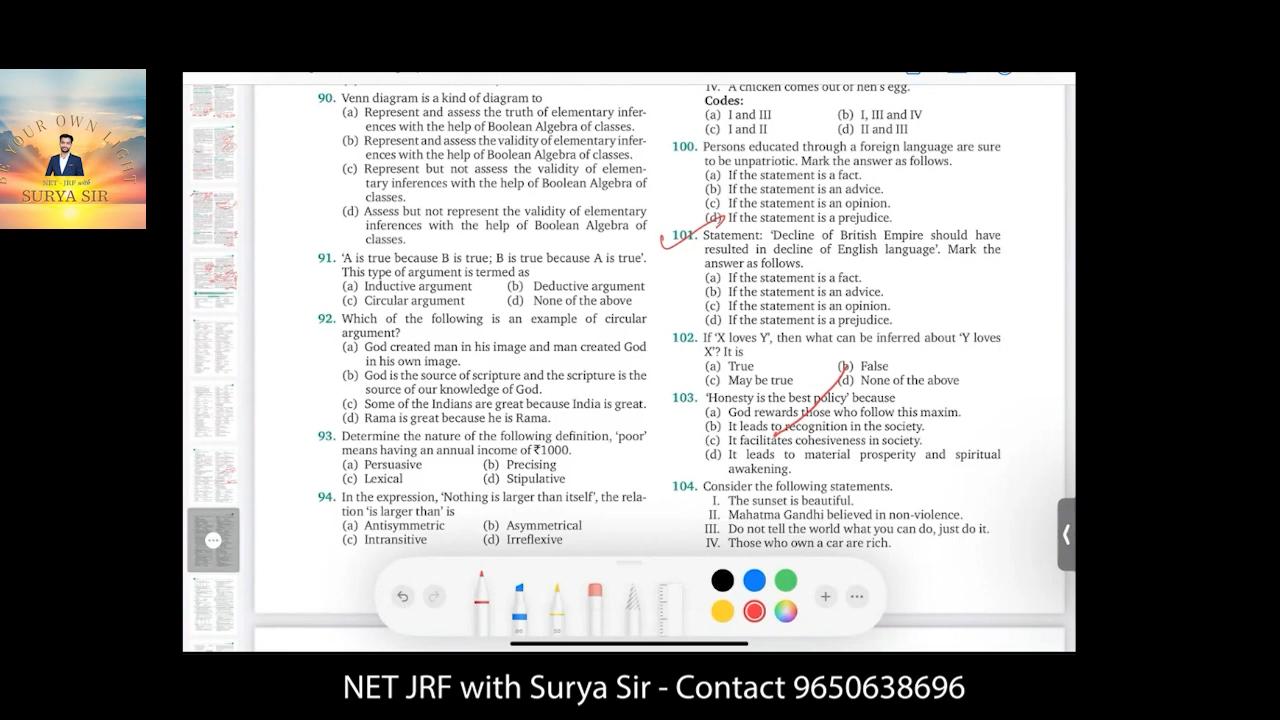 90. Venn diagram is a kind of diagram to
(a) Represent and assess the truth of elementary infer-
ences with the help of Boolean Algebra of classes.
(b) Represent and assess the validity of elementary infer-
ences with the help of Boolean Algebra of classes.
(c) Represent but not assess the validity of elemen-
tary inferences with the help of Boolean Algebra of
classes.
(d) Assess but not represent the validity of elementary
inferences with the help of Boolean Algebra of
classes.
91. 'A is true because B is true; B is true because A is true'.
This type of argument is termed as
(a) Circular argument (b) Deductive argument
(c) Causal argument (d) None of the above
92. Which of the following is an example of circular
argument?
(a) God created man in his image and man created God
in his own image.
(b) God is the source of scripture and the scripture is the
source of our knowledge of God.
(c) Some of the Indians are great because India is great.
(d) Rama is great because he is Rama.
93. Determine the nature of the following definition, 'poor'
means having an annual income of ₹10,000.
(a) Persuasive (b) Precising
(c) Lexical (d) Stipulative
94. In the expression, 'Nothing is larger than itself', the rela-
tion 'is larger than' is
(a) Antisymmetric (b) Asymmetrical
(c) Intransitive (d) Irreflexive
IV. A chicken comes out of hen's egg.
Codes:
(a) I and III (b) I, III and IV
(c) I and II (d) II and III
100. Persons educated through a foreign language are sure
to be unpatriotic. Mark the answer as follows.
(a) If the statement is fact.
(b) If the statement is an advice.
(c) If the statement is an opinion.
(d) If the statement is a prejudice.
101. Statement: 'Decline of British Empire should have
resulted in decline of English language'. Mark the
answer as follows.
(a) If the statement is fact.
(b) If the statement is an advice.
(c) If the statement is an opinion.
(d) If the statement is a prejudice.
102. If 'X loves Y', then what can be inferred about 'Y loves
X'? It is
(a) True (b) False
(c) May be true (d) None of the above
103. 'Honesty is the best policy' because
(a) God rewards those who follow this maxim.
(b) It leads to recognition in the society.
(c) It facilitates cohesiveness in society.
(d) It leads to material prosperity and spiritual
awakening.
104. Consider the following statements.
I. The sunset is beautiful.
II. Mahatma Gandhi believed in non-violence.
III. Do not tell the world what you can do, just do it.
IV. Those who own a car are rich.
NET - JRF with
SURYA SIR
NET JRF with Surya Sir - Contact 9650638696